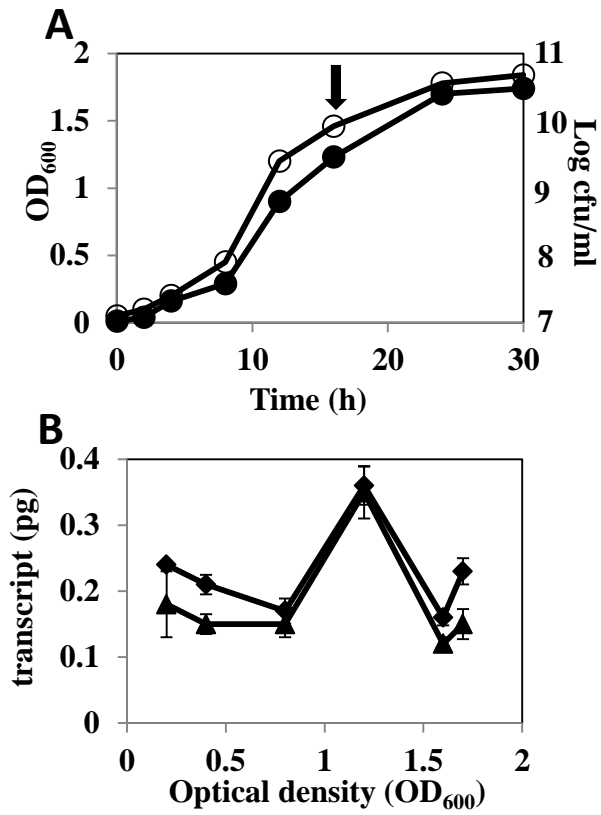 A
2
1.5
1
0.5
0
OD600
11
10
9
8
7
Log cfu/ml
0 10 20 30
Time (h)
B
0.4
0.3
0.2
0.1
0
transcript (pg)
0 0.5 1 1.5 2
Optical density (OD600)